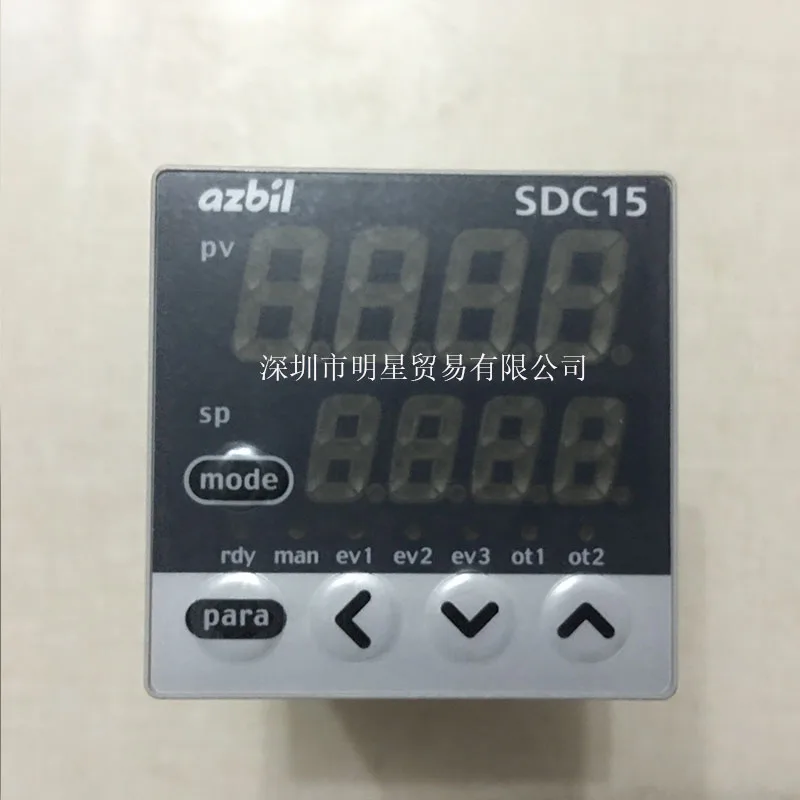 azbil SDC15
pv
深圳市明星贸易有限公司
sp
mode
rdy man ev1 ev2 ev3 ot1 ot2
para